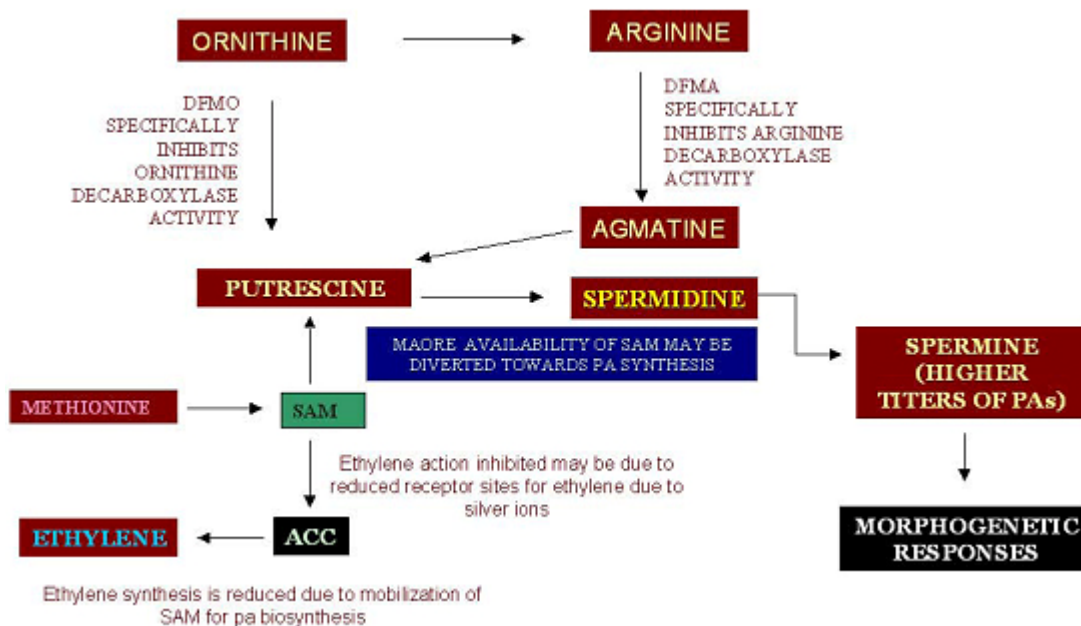 ORNITHINE
ARGININE
DFMO
SPECIFICALLY
INHIBITS
ORNITHINE
DECARBOXYLASE
ACTIVITY
DFMA
SPECIFICALLY
INHIBITS ARGININE
DECARBOXYLASE
ACTIVITY
AGMATINE
PUTRESCINE
SPERMIDINE
MAORE AVAILABILITY OF SAM MAY BE
DIVERTED TOWARDS PA SYNTHESIS
SPERMINE
(HIGHER
TITERS OF PAs)
METHIONINE
SAM
Ethylene action inhibited may be due to
reduced receptor sites for ethylene due to
silver ions
ETHYLENE
ACC
MORPHOGENETIC
RESPONSES
Ethylene synthesis is reduced due to mobilization of
SAM for pa biosynthesis